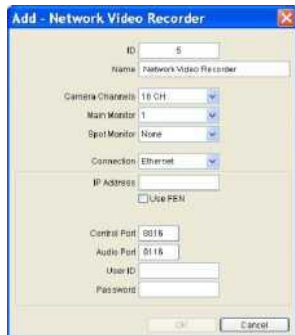 Add - Network Video Recorder
ID 5
Name Network Video Recorder
Camera Channels 16 CH
Main Monitor 1
Spot Monitor None
Connection Ethernet
IP Address
Use FEN
Control Port 8016
Audio Port 8116
User ID
Password
OK Cancel